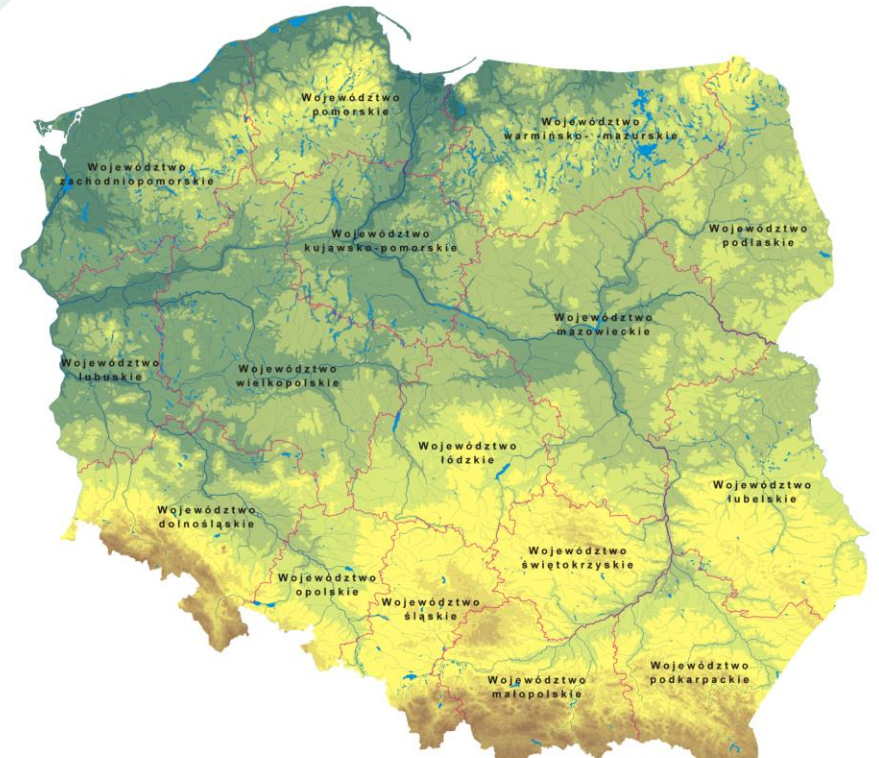 Województwo
pomorskie
Województwo
warmińsko- -mazurskie
Województwo
zachodniopomorskie
Województwo
podlaskie
Województwo
kujawsko-pomorskie
Województwo
mazowieckie
Województwo
lubuskie
Województwo
wielkopolskie
Województwo
łódzkie
Województwo
lubelskie
Województwo
dolnośląskie
Województwo
świętokrzyskie
Województwo
opolskie
Województwo
śląskie
Województwo
podkarpackie
Województwo
małopolskie